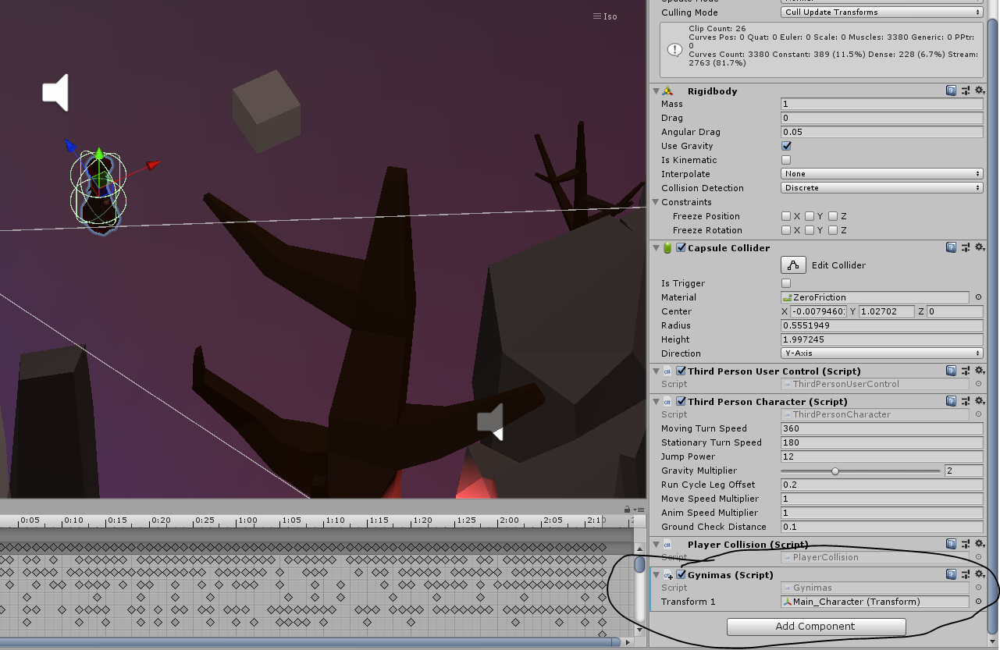 Iso
Culling Mode Cull Update Transforms
Clip Count: 26
Curves Pos: 0 Quat: 0 Euler: 0 Scale: 0 Muscles: 3380 Generic: 0 PPtr:
0
Curves Count: 3380 Constant: 389 (11.5%) Dense: 228 (6.7%) Stream:
2763 (81.7%)
Rigidbody
Mass 1
Drag 0
Angular Drag 0.05
Use Gravity
Is Kinematic
Interpolate None
Collision Detection Discrete
Constraints
Freeze Position X Y Z
Freeze Rotation X Y Z
Capsule Collider
Edit Collider
Is Trigger
Material ZeroFriction
Center X -0.0079460 Y 1.02702 Z 0
Radius 0.5551949
Height 1.997245
Direction Y-Axis
Third Person User Control (Script)
Script ThirdPersonUserControl
Third Person Character (Script)
Script ThirdPersonCharacter
Moving Turn Speed 360
Stationary Turn Speed 180
Jump Power 12
Gravity Multiplier 2
Run Cycle Leg Offset 0.2
Move Speed Multiplier 1
Anim Speed Multiplier 1
Ground Check Distance 0.1
Player Collision (Script)
Script PlayerCollision
Gynimas (Script)
Script Gynimas
Transform 1 Main_Character (Transform)
Add Component
0:05 0:10 0:15 0:20 0:25 1:00 1:05 1:10 1:15 1:20 1:25 2:00 2:05 2:10